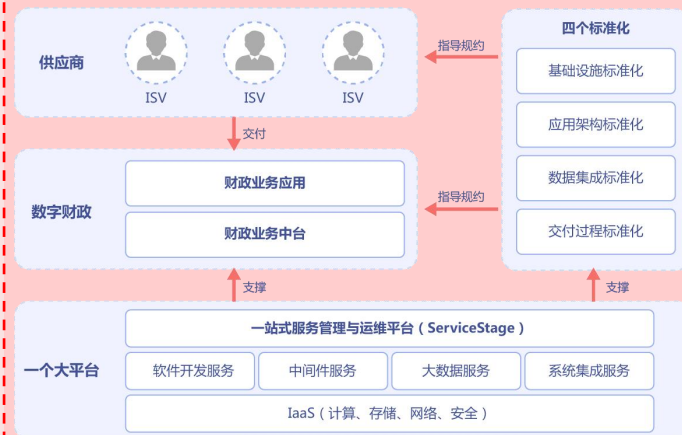 四个标准化
供应商
ISV
ISV
ISV
指导规约
基础设施标准化
应用架构标准化
交付
数字财政
财政业务应用
财政业务中台
指导规约
数据集成标准化
交付过程标准化
支撑
支撑
一个大平台
一站式服务管理与运维平台（ServiceStage）
软件开发服务
中间件服务
大数据服务
系统集成服务
IaaS（计算、存储、网络、安全）